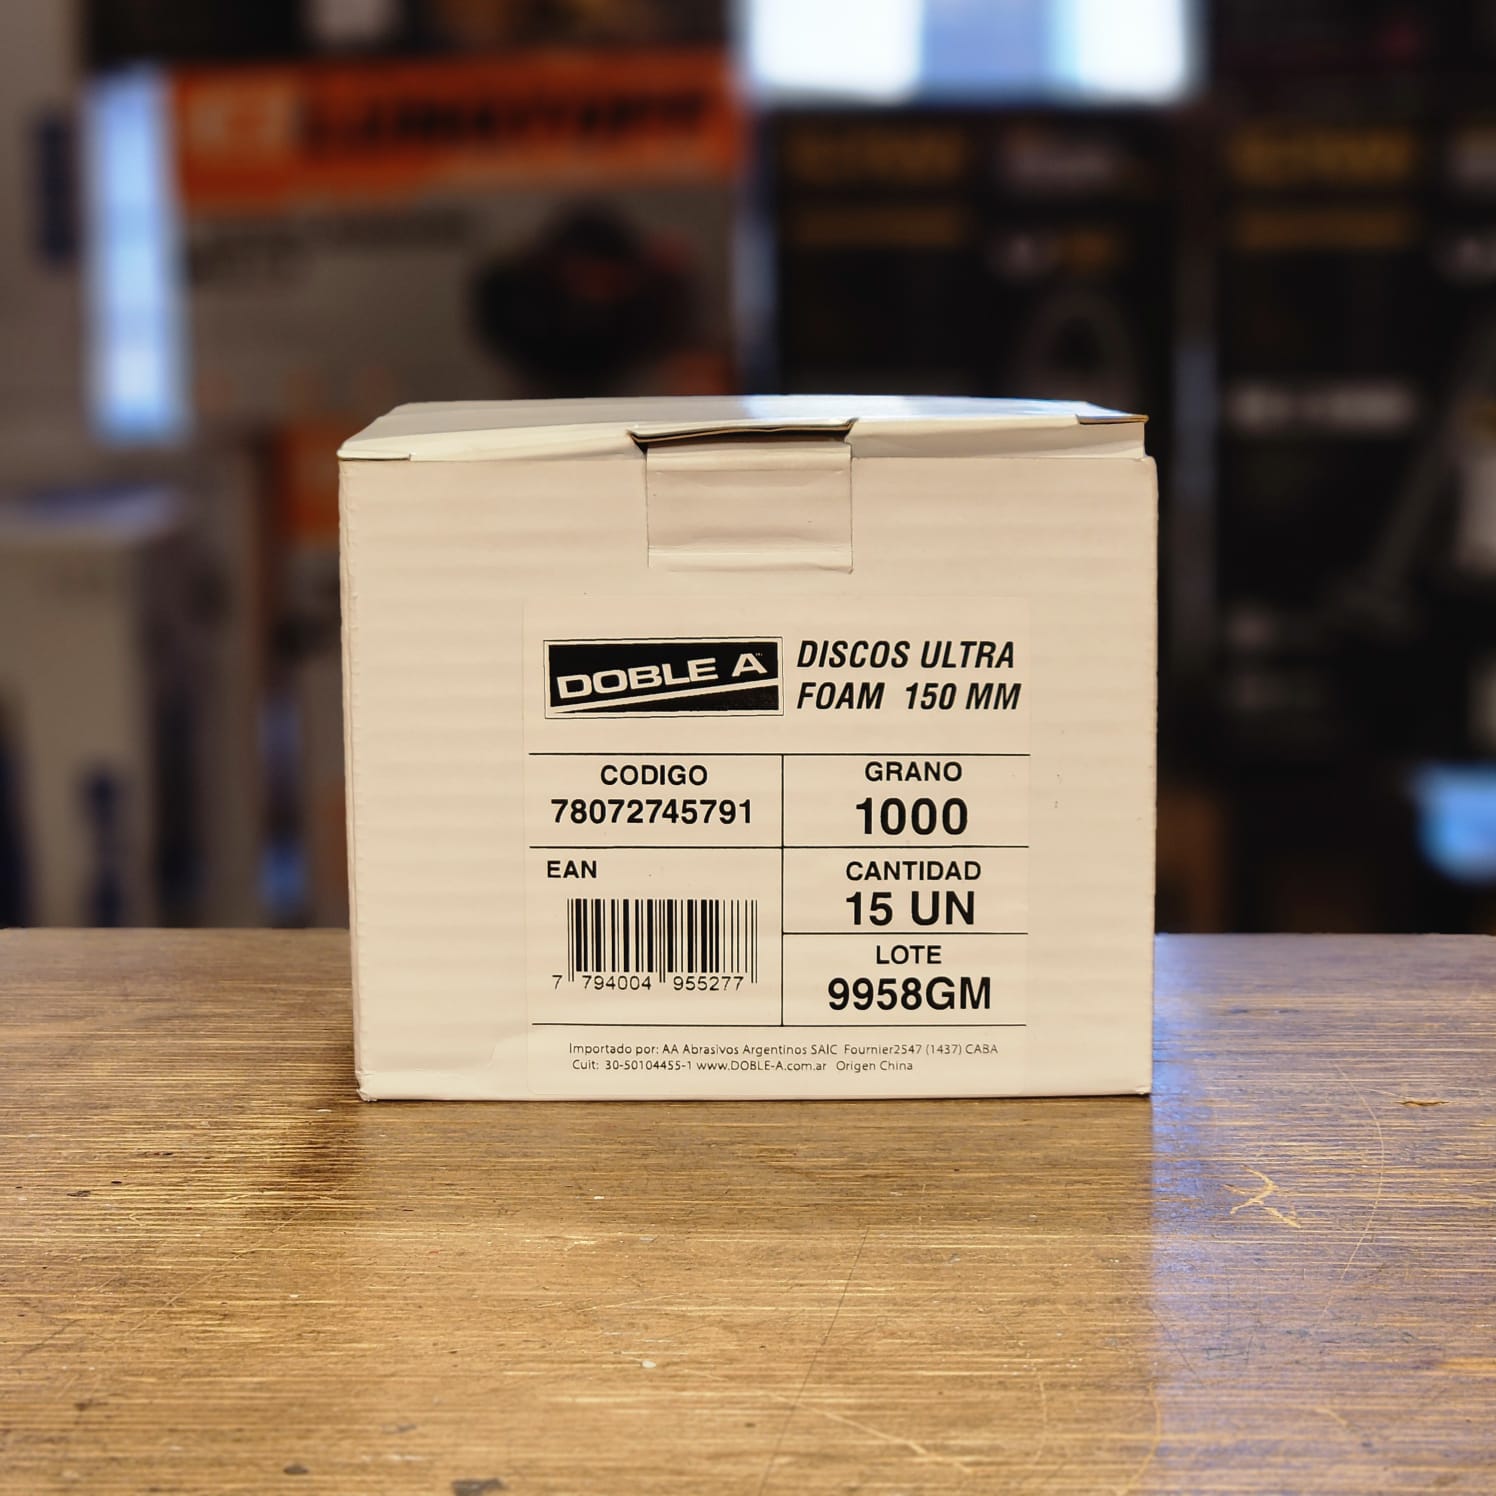 DOBLE A
DISCOS ULTRA
FOAM 150 MM
CODIGO
78072745791
GRANO
1000
EAN
7 794004 955277
CANTIDAD
15 UN
LOTE
9958GM
Importado por: AA Abrasivos Argentinos SAIC Fournier2547 (1437) CABA
Cuit: 30-50104455-1 www.DOBLE-A.com.ar Origen China